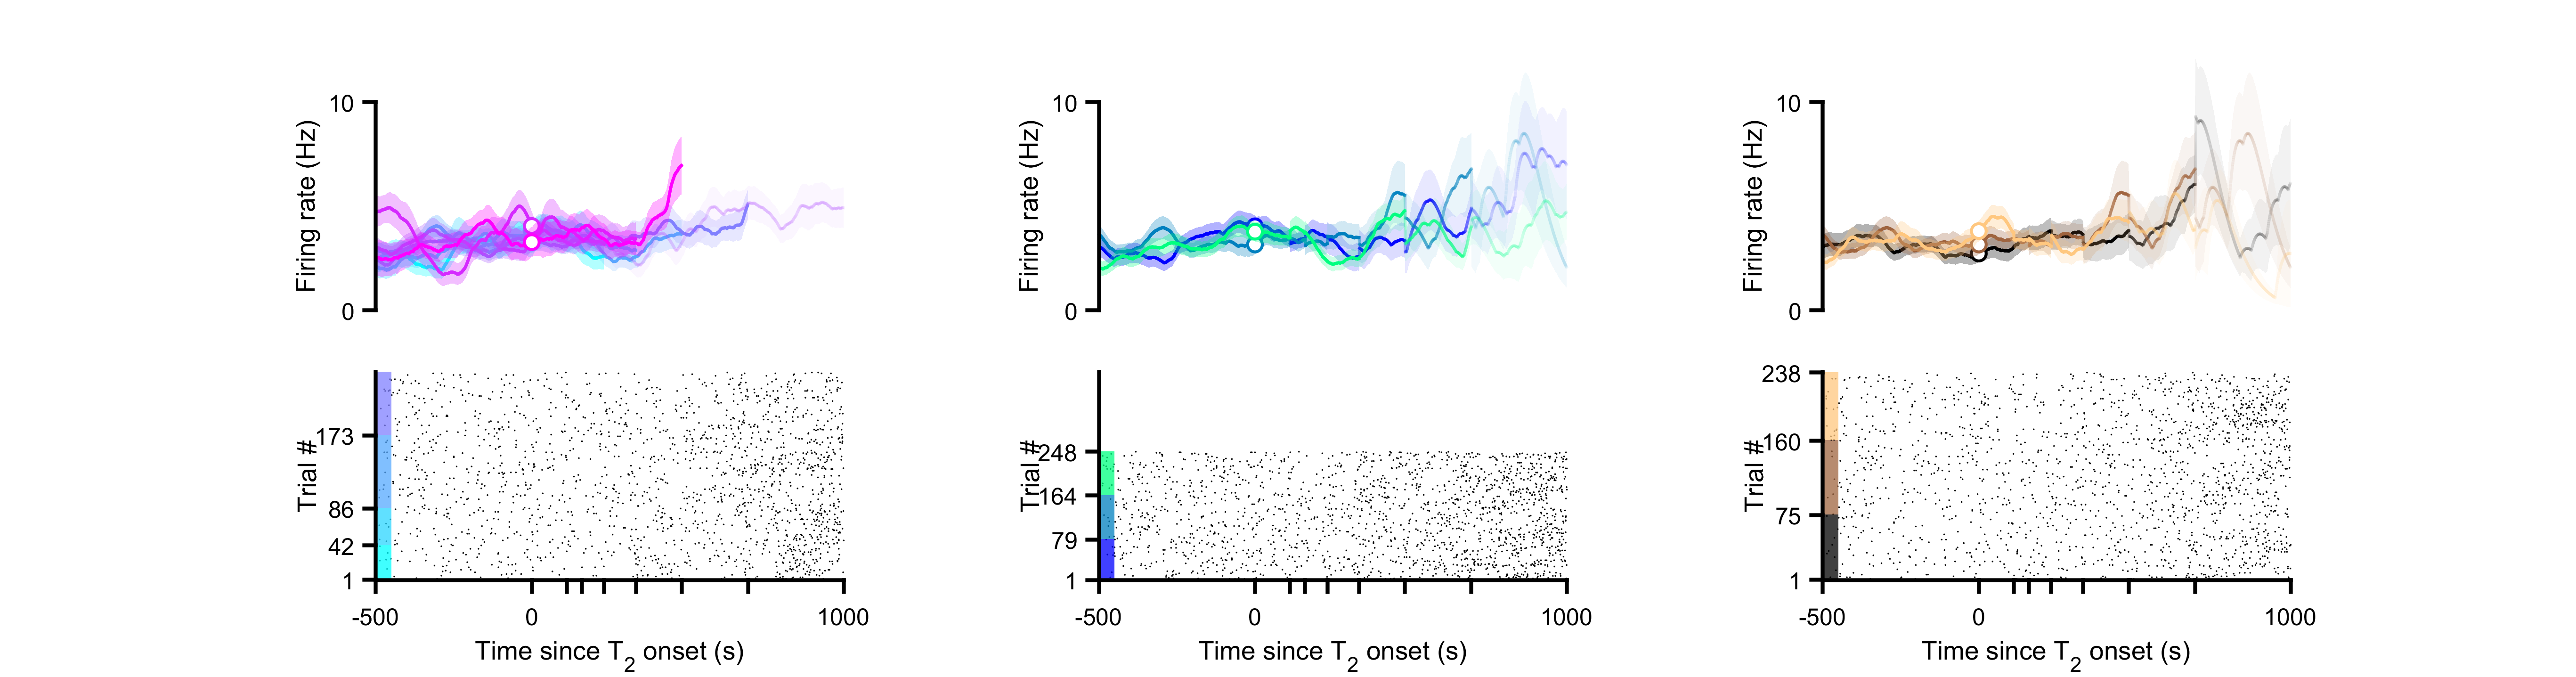 10
Firing rate (Hz)
0
173
Trial #
86
42
1
-500 0 1000
Time since T2 onset (s)
10
Firing rate (Hz)
0
248
Trial #
164
79
1
-500 0 1000
Time since T2 onset (s)
10
Firing rate (Hz)
0
238
160
Trial #
75
1
-500 0 1000
Time since T2 onset (s)